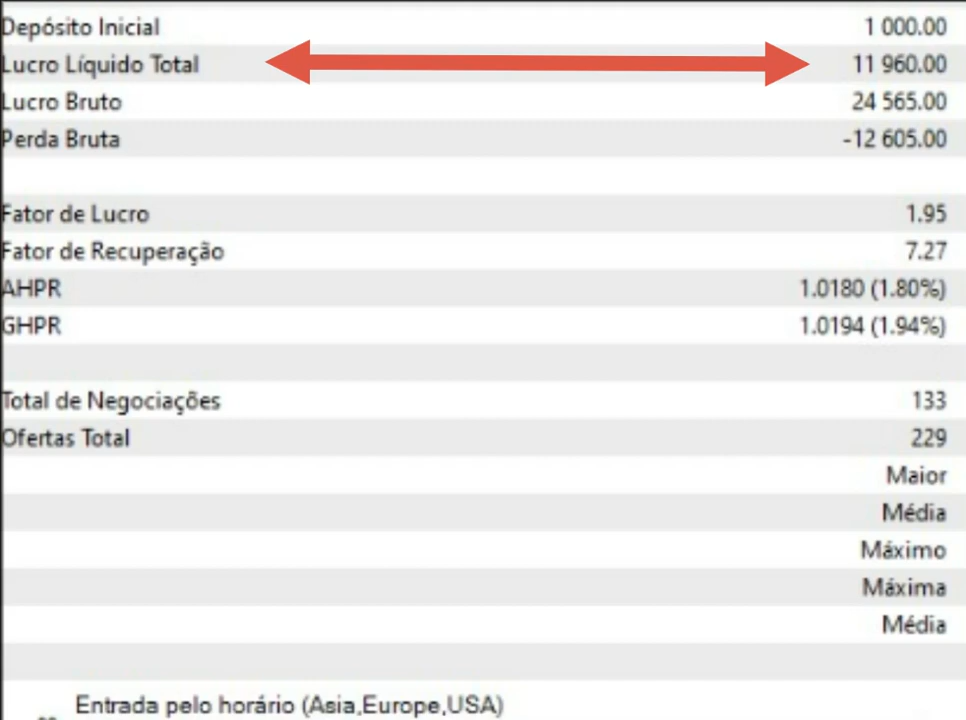 Depósito Inicial 1 000.00
Lucro Líquido Total 11 960.00
Lucro Bruto 24 565.00
Perda Bruta -12 605.00
Fator de Lucro 1.95
Fator de Recuperação 7.27
AHPR 1.0180 (1.80%)
GHPR 1.0194 (1.94%)
Total de Negociações 133
Ofertas Total 229
Maior
Média
Máximo
Máxima
Média
Entrada pelo horário (Asia,Europe,USA)